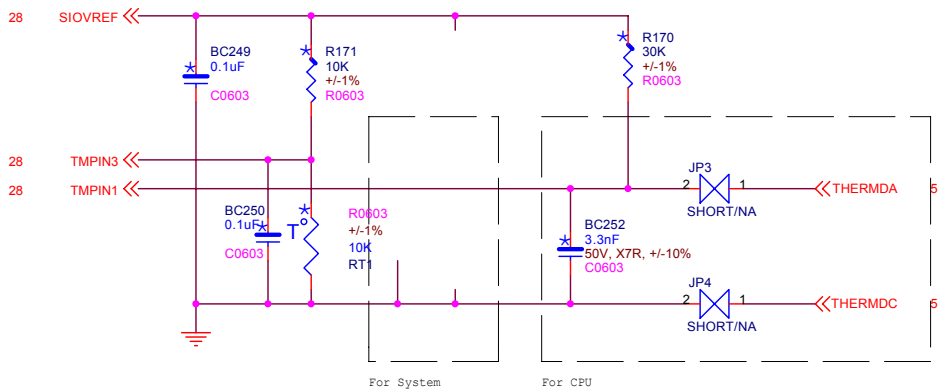 28 SIOVREF
BC249
0.1uF
C0603
R171
10K
+/-1%
R0603
R170
30K
+/-1%
R0603
28 TMPIN3
28 TMPIN1
JP3
2 1
SHORT/NA
THERMDA 5
BC250
0.1uF
C0603
T°
R0603
+/-1%
10K
RT1
BC252
3.3nF
50V, X7R, +/-10%
C0603
JP4
2 1
SHORT/NA
THERMDC 5
For System
For CPU